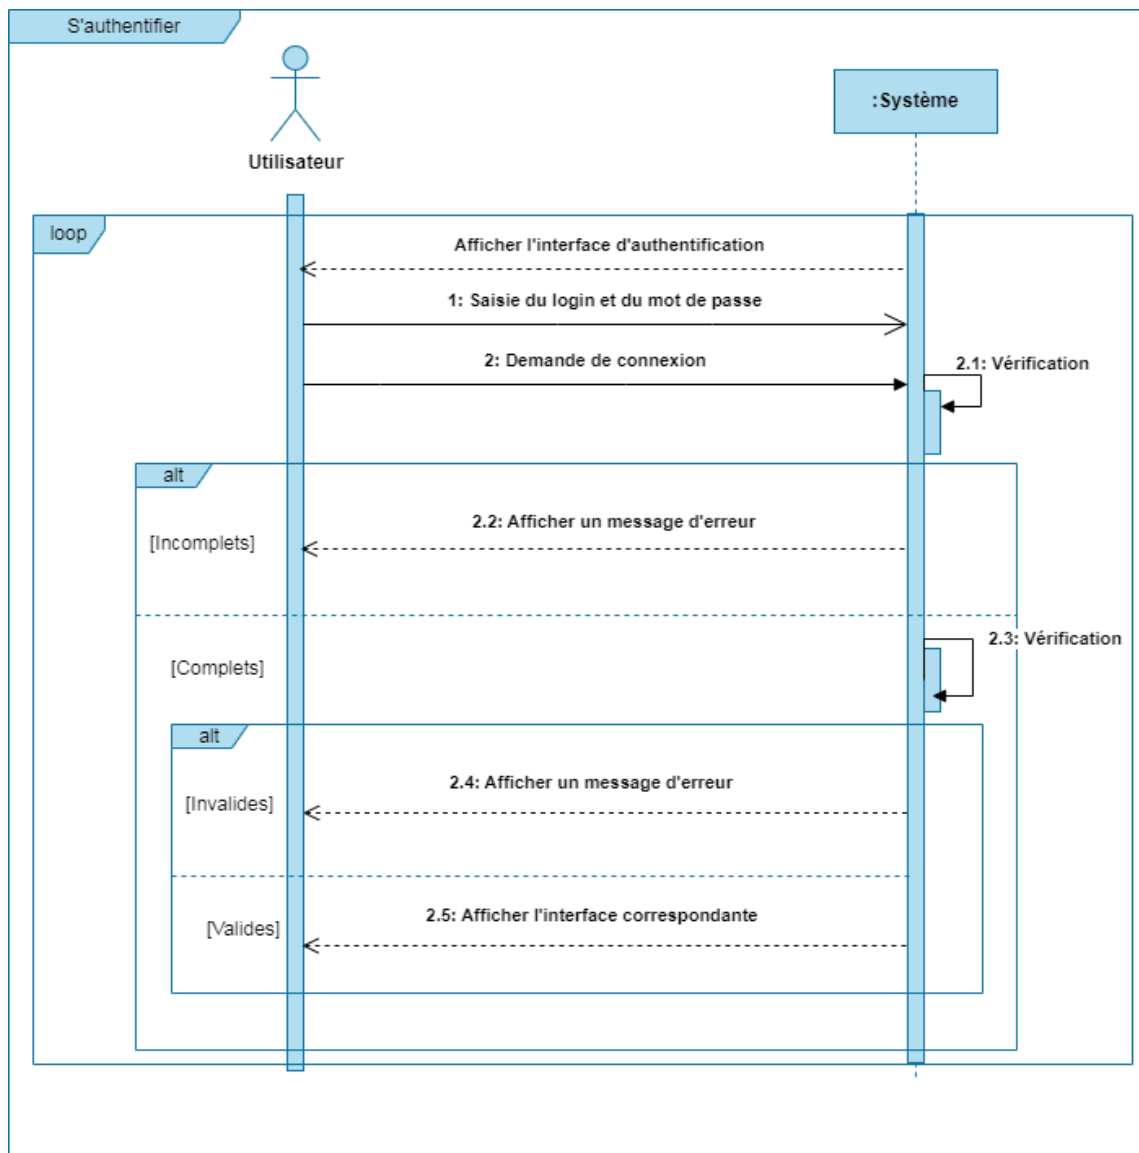 S'authentifier
:Système
Utilisateur
loop
Afficher l'interface d'authentification
1: Saisie du login et du mot de passe
2: Demande de connexion
2.1: Vérification
alt
2.2: Afficher un message d'erreur
[Incomplets]
2.3: Vérification
[Complets]
alt
2.4: Afficher un message d'erreur
[Invalides]
2.5: Afficher l'interface correspondante
[Valides]